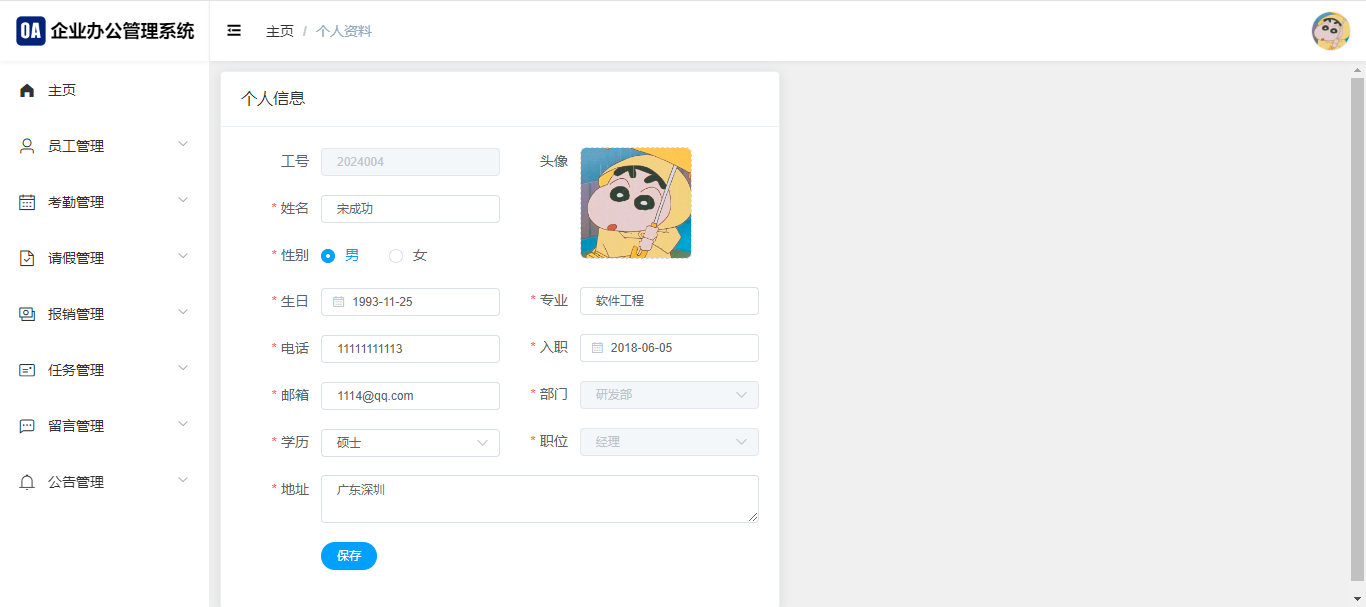 OA 企业办公管理系统
主页 / 个人资料
主页
员工管理
考勤管理
请假管理
报销管理
任务管理
留言管理
公告管理
个人信息
工号 2024004
头像
* 姓名 宋成功
* 性别 男 女
* 生日 1993-11-25
* 专业 软件工程
* 电话 11111111113
* 入职 2018-06-05
* 邮箱 1114@qq.com
* 部门 研发部
* 学历 硕士
* 职位 经理
* 地址 广东深圳
保存